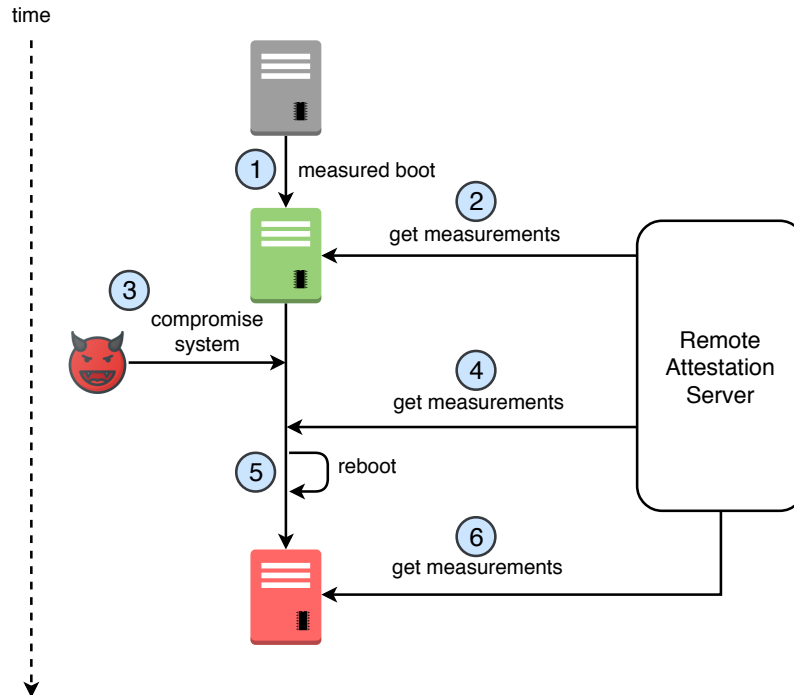 time
1
measured boot
2
get measurements
3
compromise
system
Remote
Attestation
Server
4
get measurements
5
reboot
6
get measurements